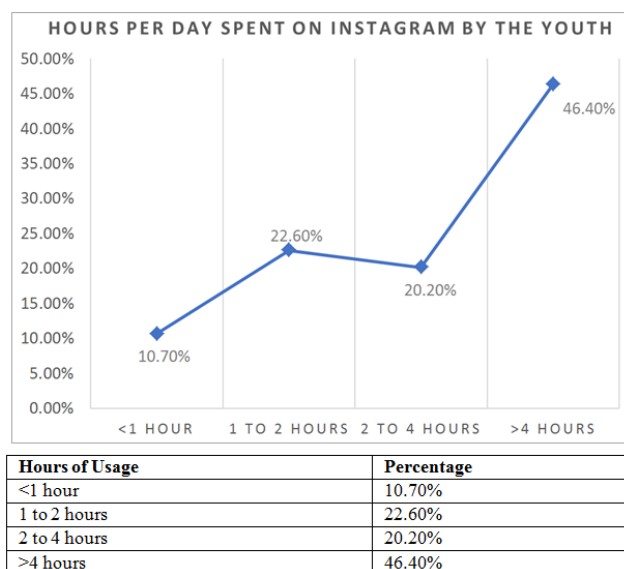 HOURS PER DAY SPENT ON INSTAGRAM BY THE YOUTH
50.00%
45.00%
40.00%
35.00%
30.00%
25.00%
20.00%
15.00%
10.00%
5.00%
0.00%
10.70%
22.60%
20.20%
46.40%
<1 HOUR 1 TO 2 HOURS 2 TO 4 HOURS >4 HOURS
Hours of Usage Percentage
<1 hour 10.70%
1 to 2 hours 22.60%
2 to 4 hours 20.20%
>4 hours 46.40%